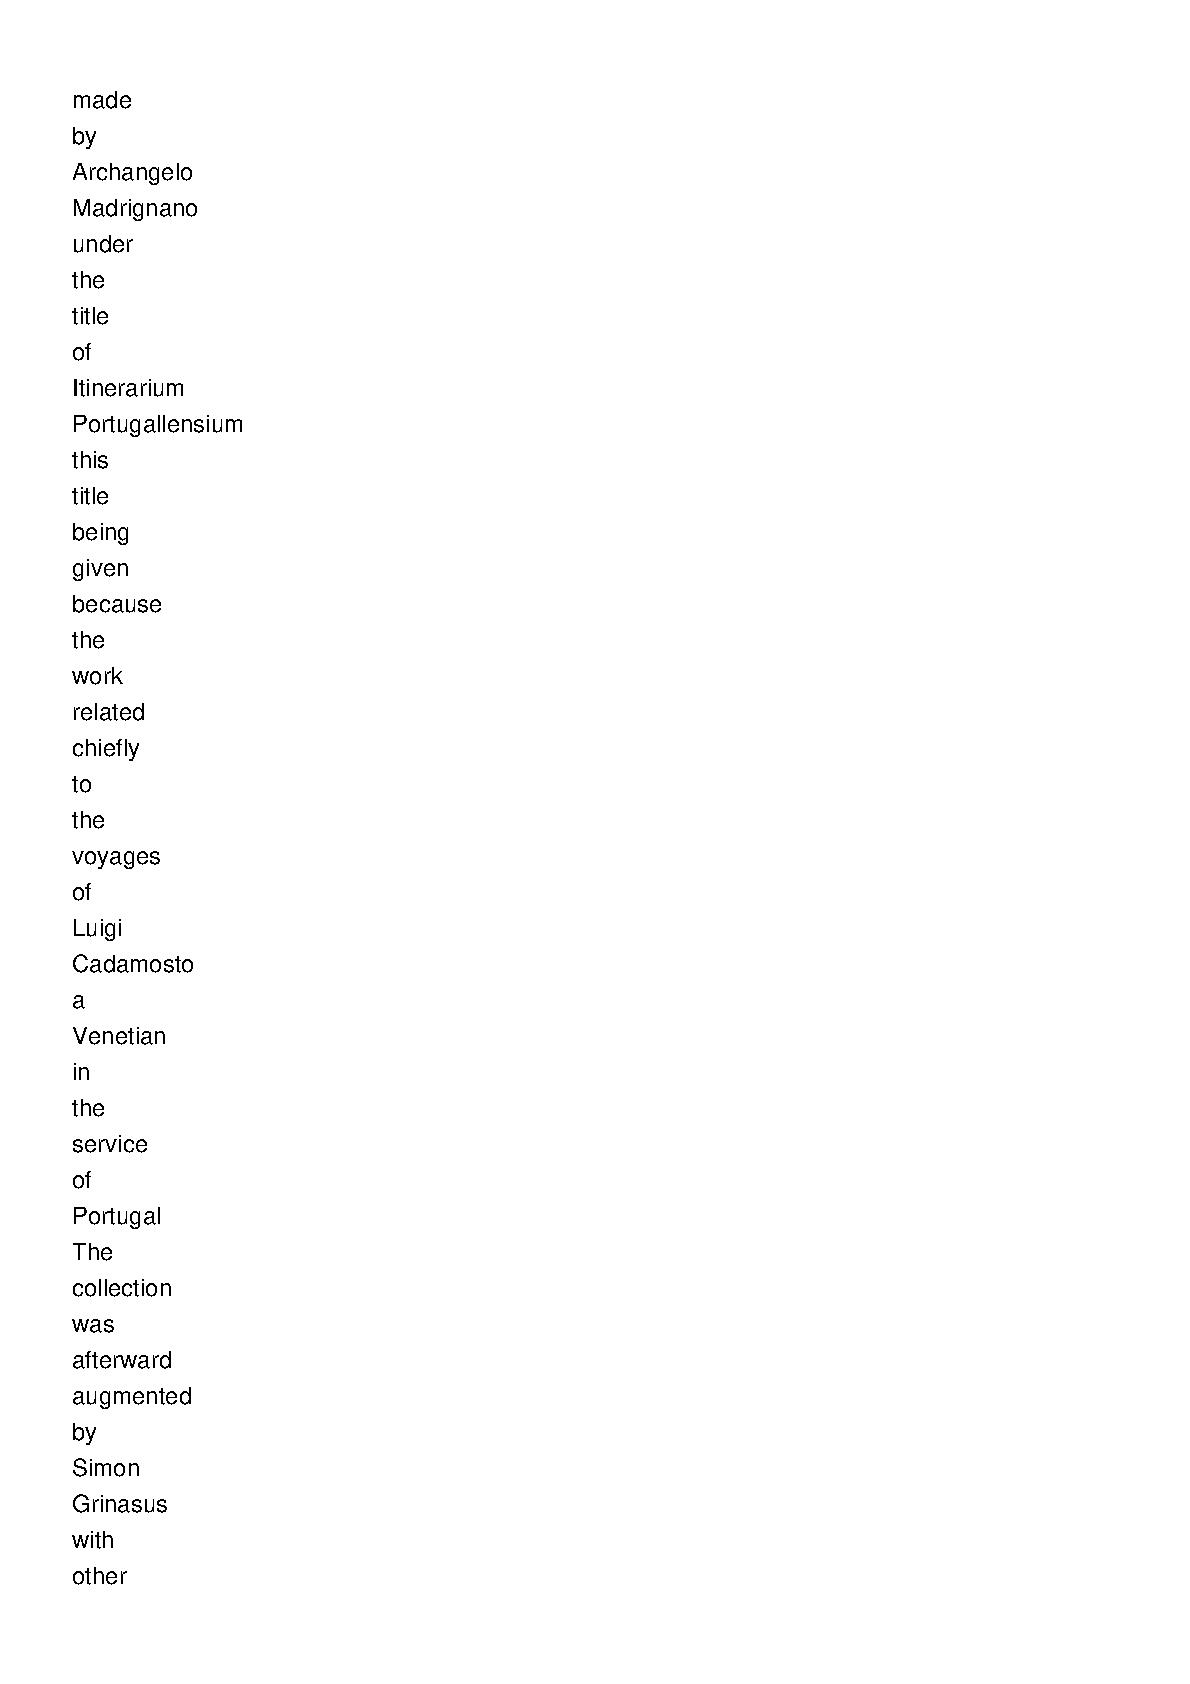 made
by
Archangelo
Madrignano
under
the
title
of
Itinerarium
Portugallensium
this
title
being
given
because
the
work
related
chiefly
to
the
voyages
of
Luigi
Cadamosto
a
Venetian
in
the
service
of
Portugal
The
collection
was
afterward
augmented
by
Simon
Grinasus
with
other